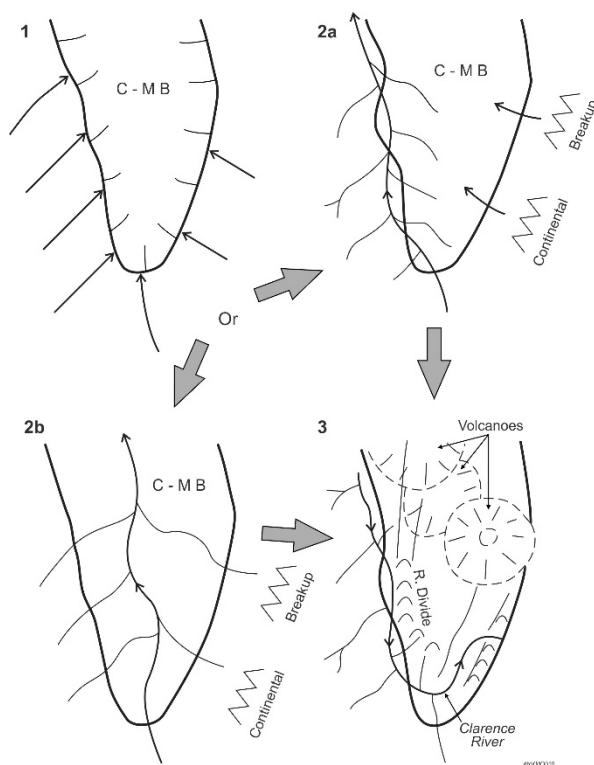 1
C - M B
2a
C - M B
Breakup
Continental
Or
2b
C - M B
Breakup
Continental
3
Volcanoes
R. Divide
Clarence
River